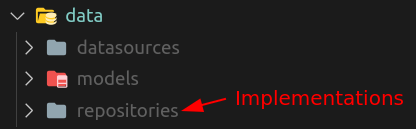 data
datasources
models
repositories Implementations